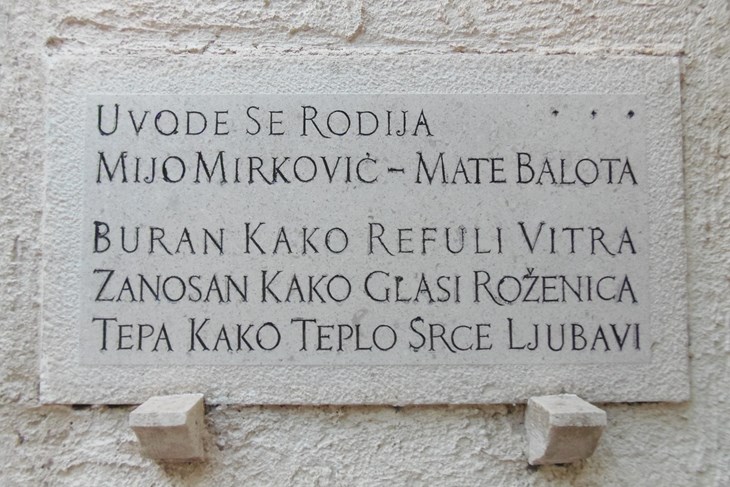 UVODE SE RODIJA . . .
MIJO MIRKOVIĆ – MATE BALOTA
BURAN KAKO REFULI VITRA
ZANOSAN KAKO GLASI ROŽENICA
TEPA KAKO TEPLO SRCE LJUBAVI